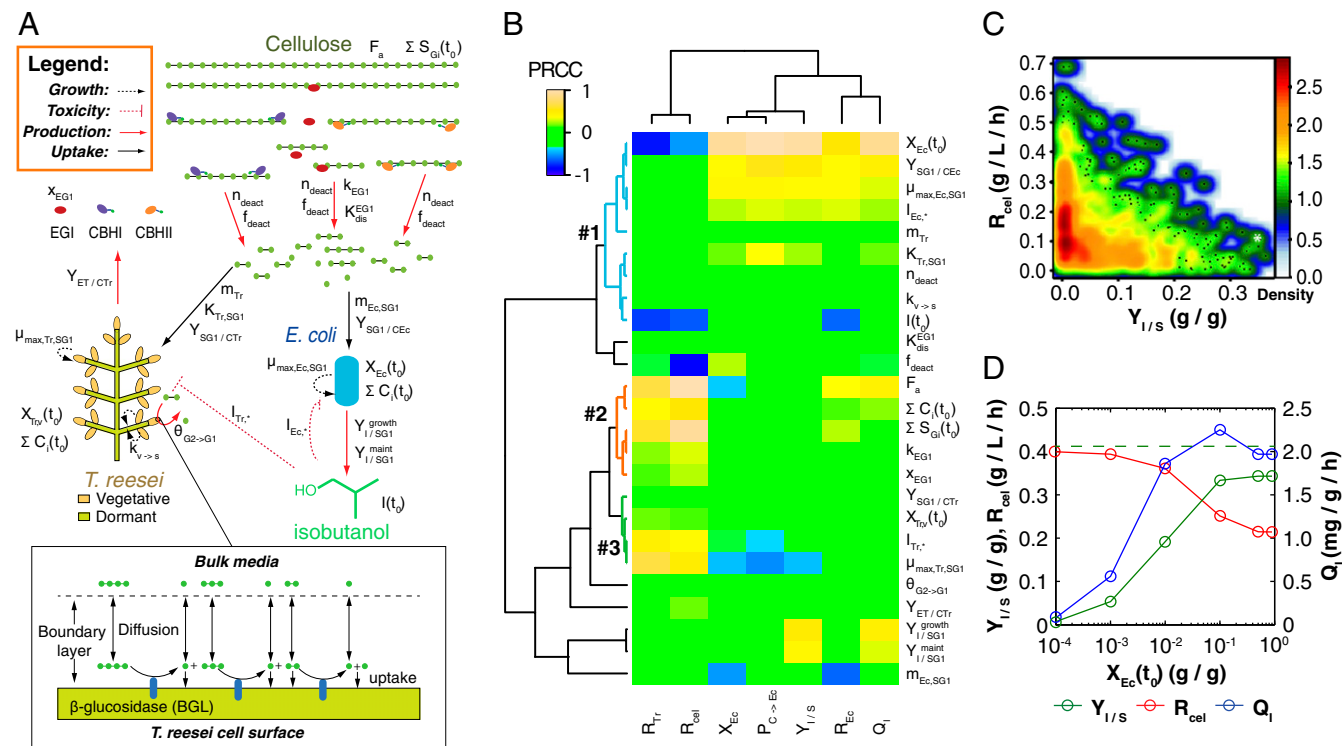 A
Cellulose F_a Σ S_Gi(t_0)
Legend:
Growth:
Toxicity:
Production:
Uptake:
x_EG1
EGI CBHI CBHII
n_deact
f_deact
n_deact k_EG1
f_deact K_dis^EG1
n_deact
f_deact
Y_ET / CTr
m_Tr
K_Tr,SG1
Y_SG1 / CTr
m_Ec,SG1
Y_SG1 / CEc
E. coli
μ_max,Tr,SG1
μ_max,Ec,SG1
X_Ec(t_0)
Σ C_i(t_0)
X_Tr,v(t_0)
Σ C_i(t_0)
k_v -> s
θ_G2->G1
I_Tr,*
I_Ec,*
Y_I / SG1^growth
Y_I / SG1^maint
T. reesei
Vegetative
Dormant
HO
I(t_0)
isobutanol
Bulk media
Boundary
layer
Diffusion
+ + +
uptake
β-glucosidase (BGL)
T. reesei cell surface
B
PRCC
1
0
-1
#1
#2
#3
X_Ec(t_0)
Y_SG1 / CEc
μ_max,Ec,SG1
I_Ec,*
m_Tr
K_Tr,SG1
n_deact
k_v -> s
I(t_0)
K_dis^EG1
f_deact
F_a
Σ C_i(t_0)
Σ S_Gi(t_0)
k_EG1
x_EG1
Y_SG1 / CTr
X_Tr,v(t_0)
I_Tr,*
μ_max,Tr,SG1
θ_G2->G1
Y_ET / CTr
Y_I / SG1^growth
Y_I / SG1^maint
m_Ec,SG1
R_Tr R_cel X_Ec P_C -> Ec Y_I / S R_Ec Q_I
C
R_cel (g / L / h)
0.7
0.6
0.5
0.4
0.3
0.2
0.1
0.0
*
0.0 0.1 0.2 0.3
Y_I / S (g / g)
2.5
2.0
1.5
1.0
0.5
0.0
Density
D
Y_I / S (g / g), R_cel (g / L / h)
0.5
0.4
0.3
0.2
0.1
0
2.5
2.0
1.5
1.0
0.5
0
Q_I (mg / g / h)
10^-4 10^-3 10^-2 10^-1 10^0
X_Ec(t_0) (g / g)
Y_I / S R_cel Q_I